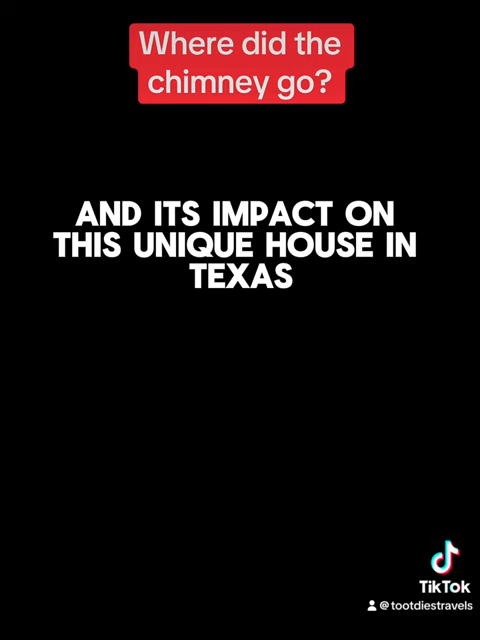 Where did the
chimney go?
AND ITS IMPACT ON
THIS UNIQUE HOUSE IN
TEXAS
TikTok
@tootdiestravels